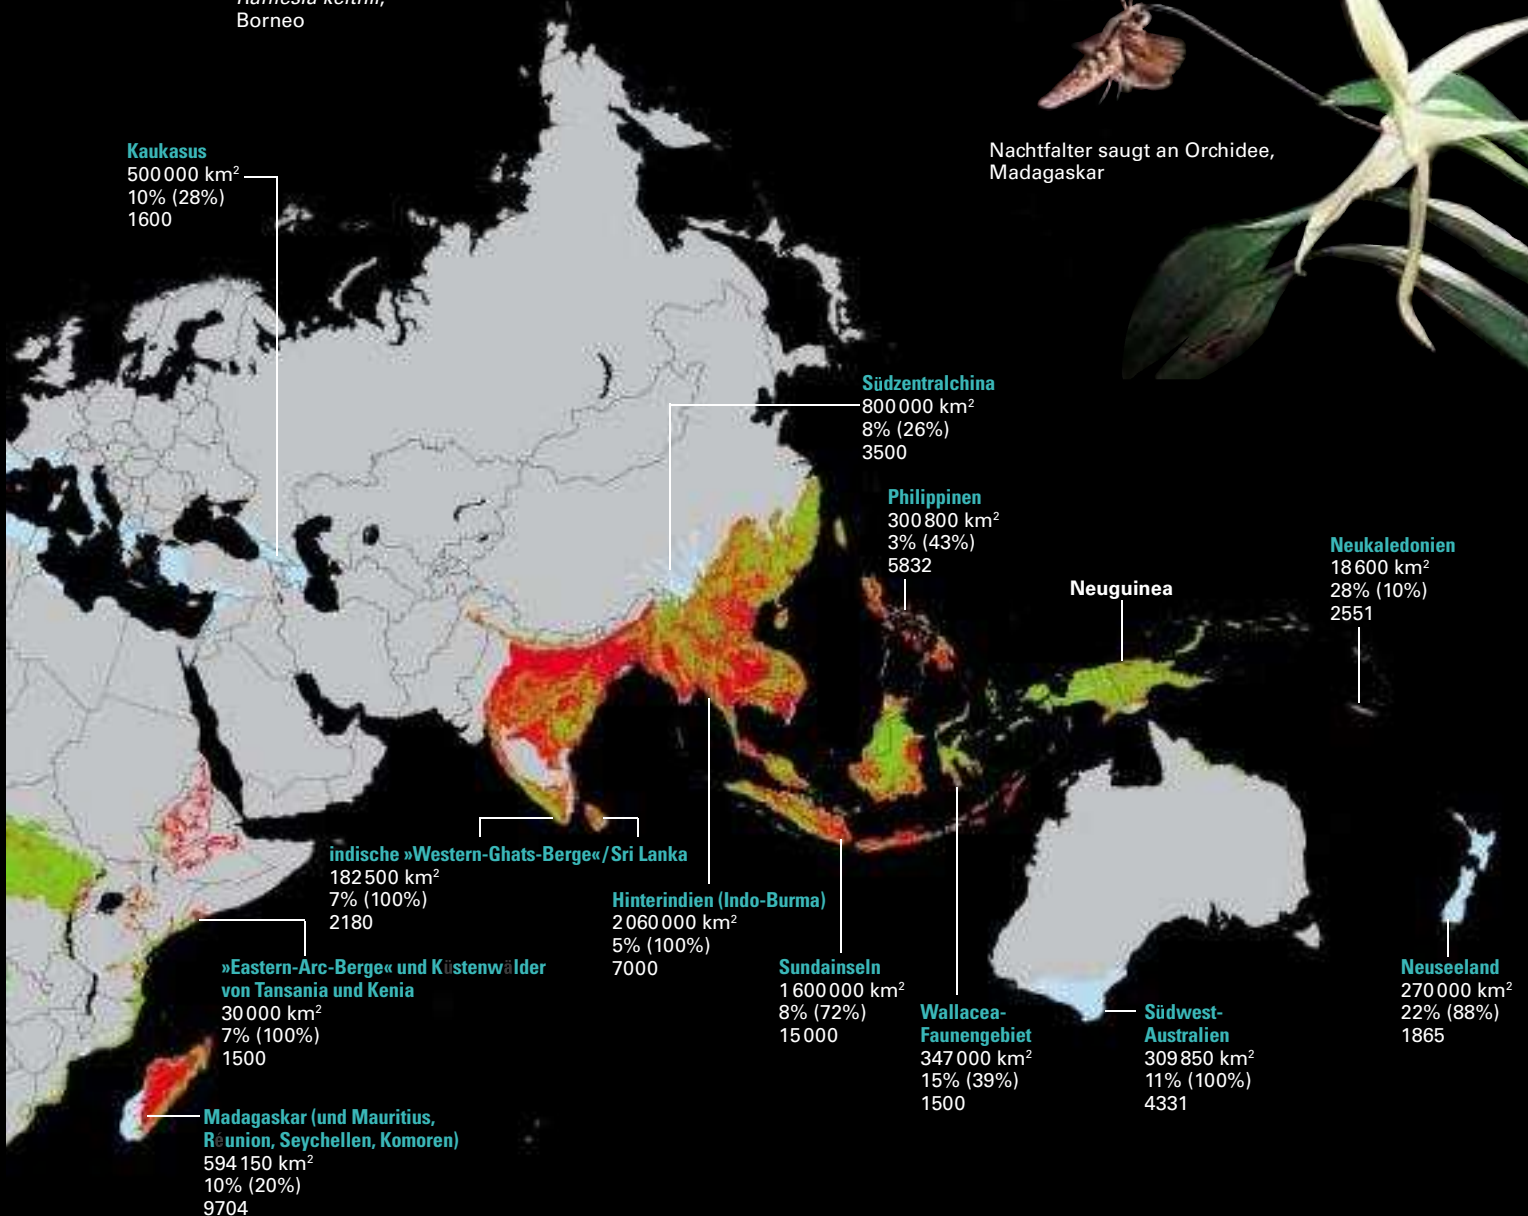 Borneo
Nachtfalter saugt an Orchidee,
Madagaskar
Kaukasus
500 000 km²
10% (28%)
1600
Südzentralchina
800 000 km²
8% (26%)
3500
Philippinen
300 800 km²
3% (43%)
5832
Neukaledonien
18 600 km²
28% (10%)
2551
Neuguinea
indische »Western-Ghats-Berge«/Sri Lanka
182 500 km²
7% (100%)
2180
Hinterindien (Indo-Burma)
2 060 000 km²
5% (100%)
7000
»Eastern-Arc-Berge« und Küstenwälder
von Tansania und Kenia
30 000 km²
7% (100%)
1500
Sundainseln
1 600 000 km²
8% (72%)
15 000
Wallacea-
Faunengebiet
347 000 km²
15% (39%)
1500
Südwest-
Australien
309 850 km²
11% (100%)
4331
Neuseeland
270 000 km²
22% (88%)
1865
Madagaskar (und Mauritius,
Réunion, Seychellen, Komoren)
594 150 km²
10% (20%)
9704